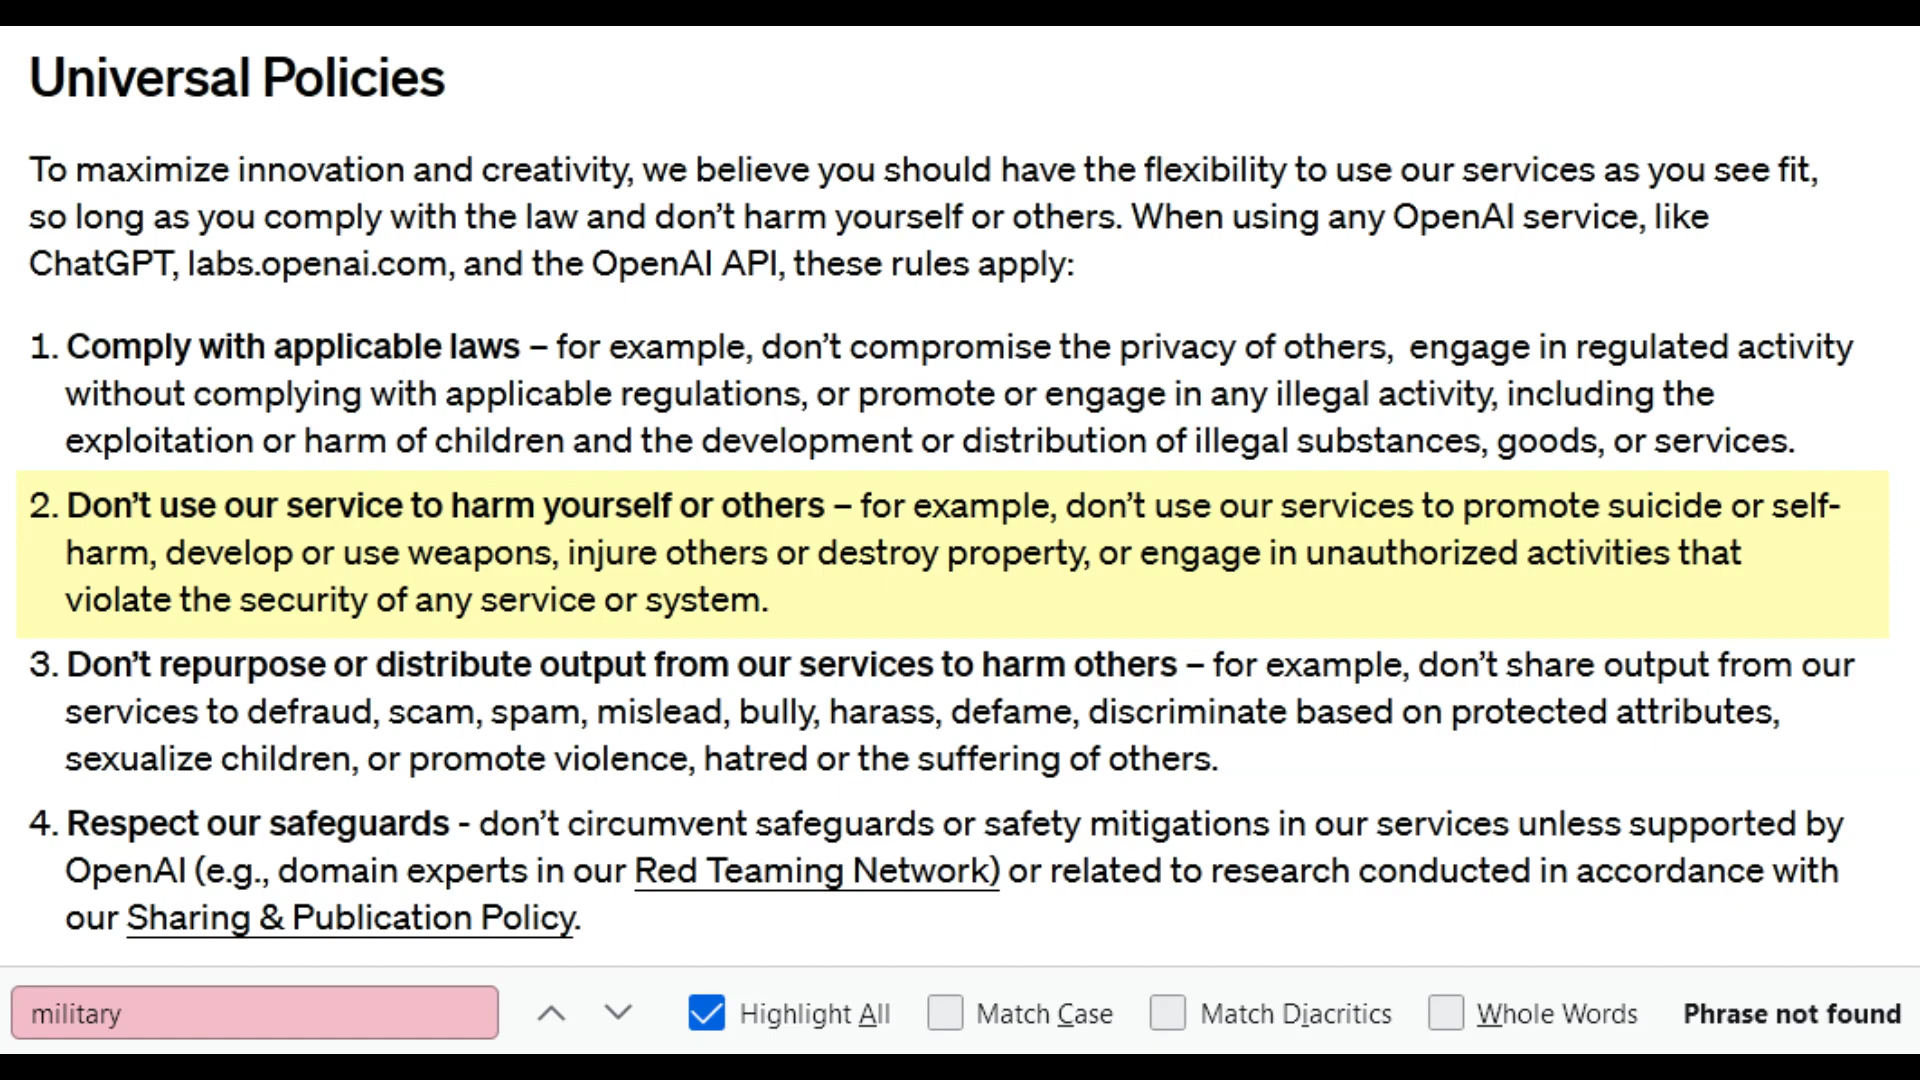 Universal Policies
To maximize innovation and creativity, we believe you should have the flexibility to use our services as you see fit,
so long as you comply with the law and don’t harm yourself or others. When using any OpenAI service, like
ChatGPT, labs.openai.com, and the OpenAI API, these rules apply:
1. Comply with applicable laws – for example, don’t compromise the privacy of others,  engage in regulated activity
without complying with applicable regulations, or promote or engage in any illegal activity, including the
exploitation or harm of children and the development or distribution of illegal substances, goods, or services.
2. Don’t use our service to harm yourself or others – for example, don’t use our services to promote suicide or self-
harm, develop or use weapons, injure others or destroy property, or engage in unauthorized activities that
violate the security of any service or system.
3. Don’t repurpose or distribute output from our services to harm others – for example, don’t share output from our
services to defraud, scam, spam, mislead, bully, harass, defame, discriminate based on protected attributes,
sexualize children, or promote violence, hatred or the suffering of others.
4. Respect our safeguards - don’t circumvent safeguards or safety mitigations in our services unless supported by
OpenAI (e.g., domain experts in our Red Teaming Network) or related to research conducted in accordance with
our Sharing & Publication Policy.
military Highlight All Match Case Match Diacritics Whole Words Phrase not found